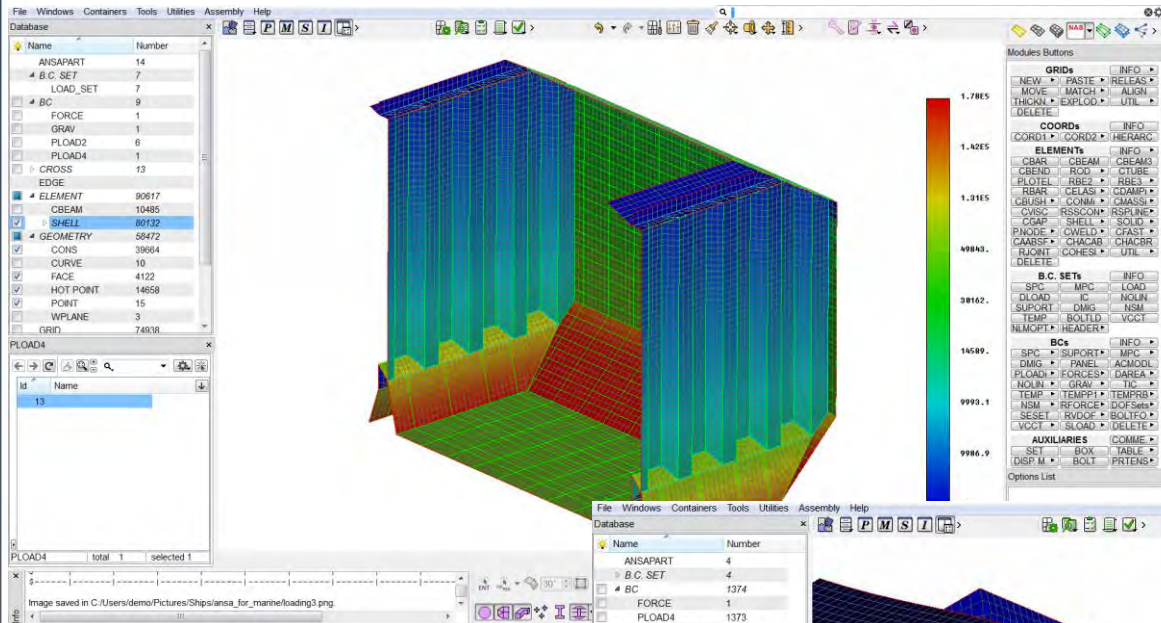 File Windows Containers Tools Utilities Assembly Help
Database ×
Name Number
ANSAPART 14
B.C. SET 7
LOAD_SET 7
BC 9
FORCE 1
GRAV 1
PLOAD2 6
PLOAD4 1
CROSS 13
EDGE
ELEMENT 90617
CBEAM 10485
SHELL 80132
GEOMETRY 58472
CONS 39664
CURVE 10
FACE 4122
HOT POINT 14658
POINT 15
WPLANE 3
GRID 74938
PLOAD4 ×
Id Name
13
PLOAD4 total 1 selected 1
Image saved in C:/Users/demo/Pictures/Ships/ansa_for_marine/loading3.png.
Info
P M S I
1.78E5
1.42E5
1.31E5
49843.
30162.
14509.
9993.1
9986.9
ENT
30°
NAS
Modules Buttons
GRIDs INFO
NEW PASTE RELEAS
MOVE MATCH ALIGN
THICKN EXPLOD. UTIL
DELETE
COORDs INFO
CORD1 CORD2 HIERARC
ELEMENTs INFO
CBAR CBEAM CBEAM3
CBEND ROD CTUBE
PLOTEL RBE2 RBE3
RBAR CELASi CDAMPi
CBUSH CONMi CMASSi
CVISC RSSCON RSPLINE
CGAP SHELL SOLID
P.NODE CWELD CFAST
CAABSF CHACAB CHACBR
RJOINT COHESI UTIL
DELETE
B.C. SETs INFO
SPC MPC LOAD
DLOAD IC NOLIN
SUPORT DMIG NSM
TEMP BOLTLD VCCT
NLMOPT HEADER
BCs INFO
SPC SUPORT MPC
DMIG PANEL ACMODL
PLOADi FORCES DAREA
NOLIN GRAV TIC
TEMP TEMPP1 TEMPRB
NSM RFORCE DOFSets
SESET RVDOF BOLTFO
VCCT SLOAD DELETE
AUXILIARIES COMME.
SET BOX TABLE
DISP.M BOLT PRTENS
Options List
File Windows Containers Tools Utilities Assembly Help
Database ×
P M S I
Name Number
ANSAPART 4
B.C. SET 4
BC 1374
FORCE 1
PLOAD4 1373